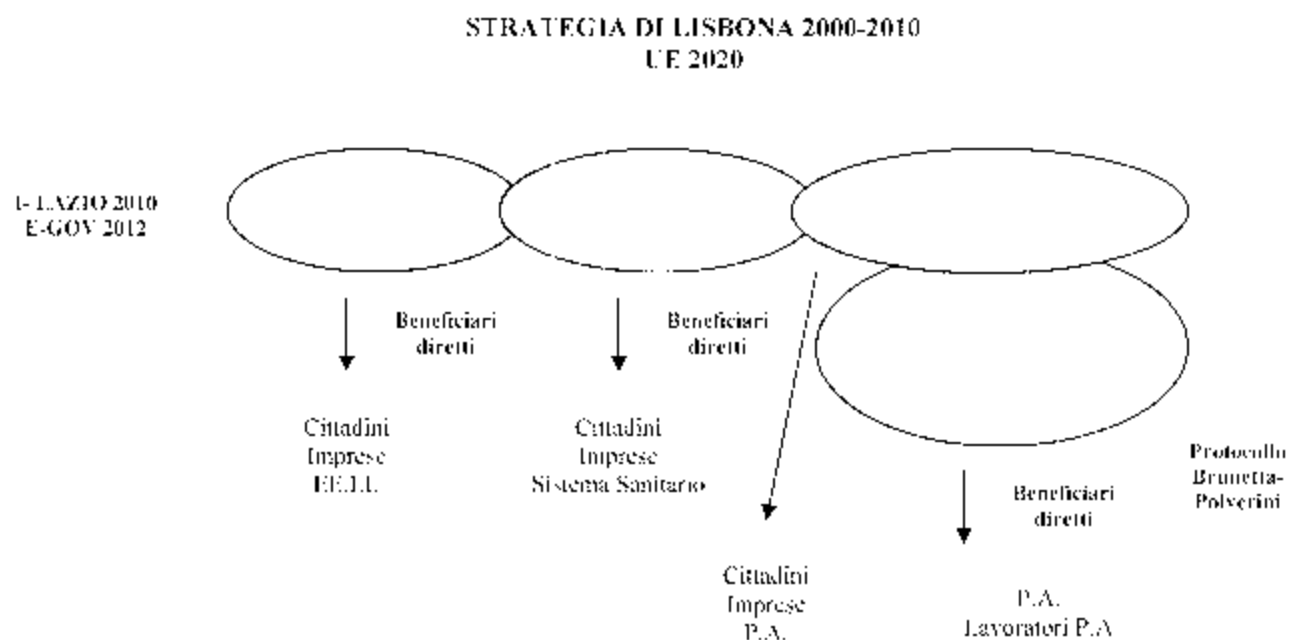 STRATEGIA DI LISBONA 2000-2010
UE 2020
I- LAZIO 2010
E-GOV 2012
Beneficiari
diretti
Beneficiari
diretti
Cittadini
Imprese
EE.LL.
Cittadini
Imprese
Sistema Sanitario
Protocollo
Brunetta-
Polverini
Beneficiari
diretti
Cittadini
Imprese
P.A.
P.A.
Lavoratori P.A